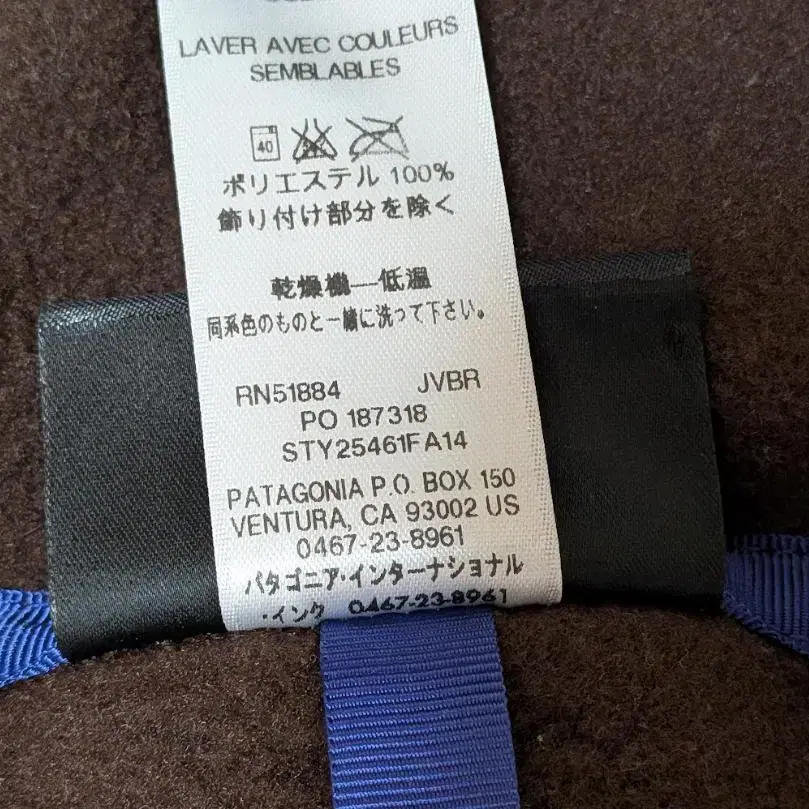 LAVER AVEC COULEURS
SEMBLABLES
40
ポリエステル 100%
飾り付け部分を除く
乾燥機—低温
同系色のものと一緒に洗って下さい。
RN51884 JVBR
PO 187318
STY25461FA14
PATAGONIA P.O. BOX 150
VENTURA, CA 93002 US
0467-23-8961
パタゴニア・インターナショナル
・インク 0467-23-8961